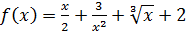 f(x) = x/2 + 3/x² + ∛x + 2